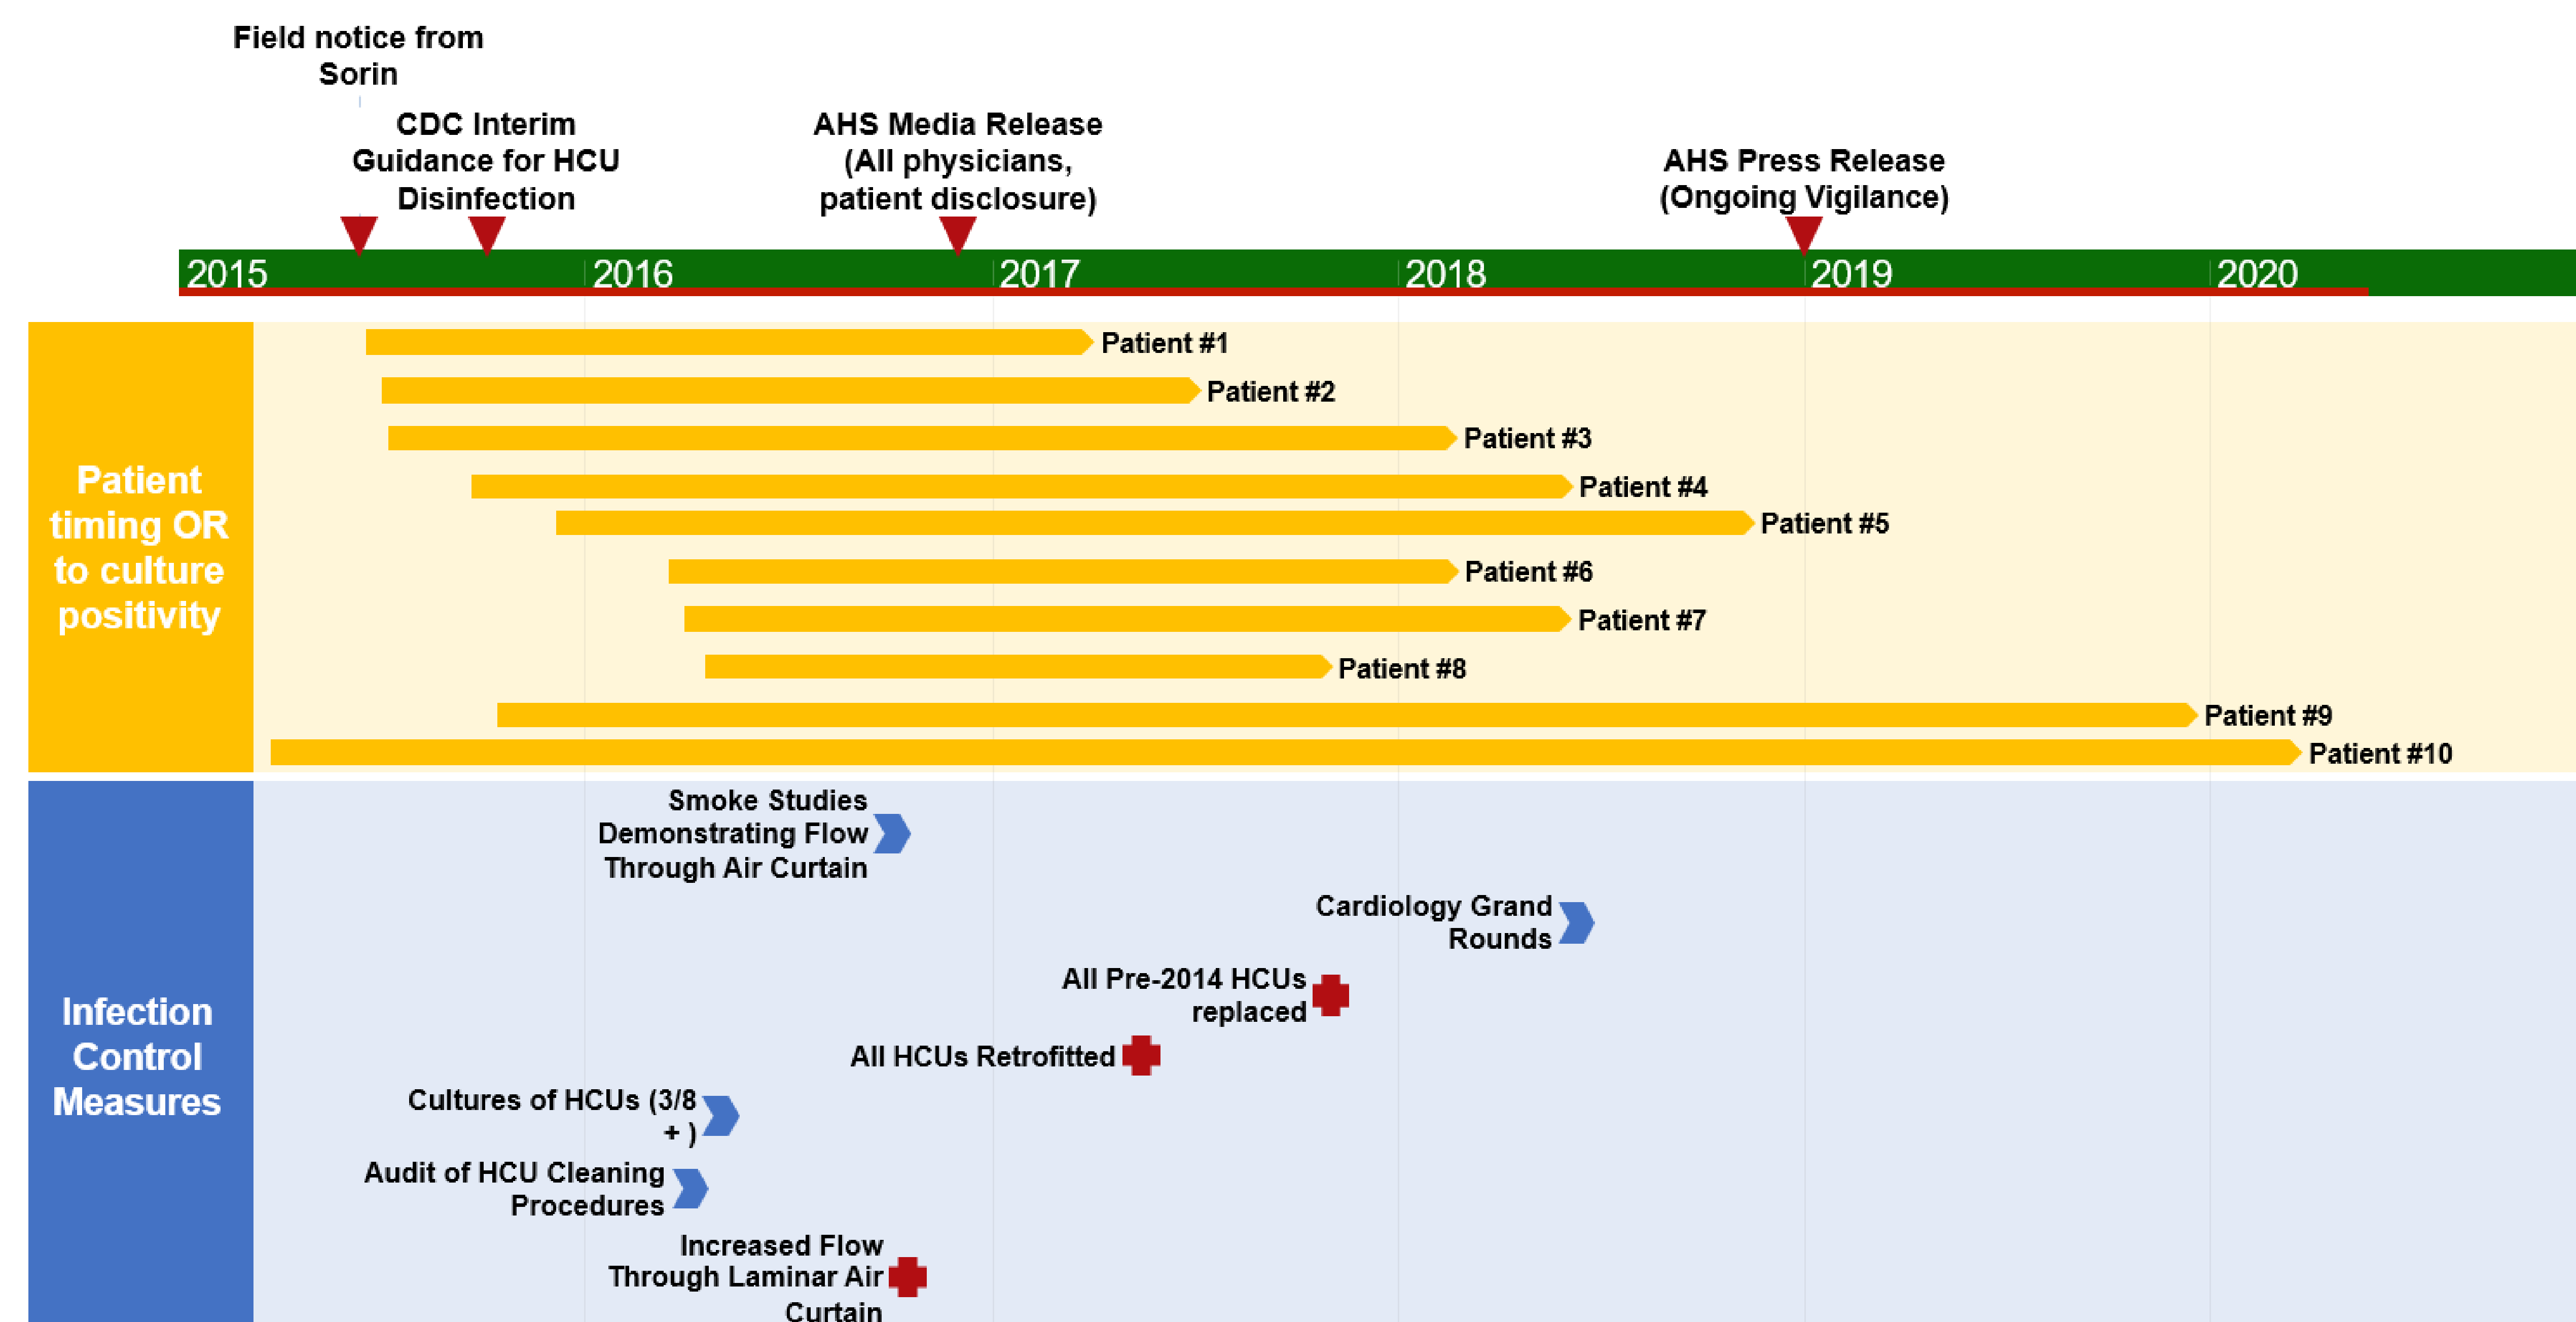 Field notice from
Sorin
CDC Interim
Guidance for HCU
Disinfection
AHS Media Release
(All physicians,
patient disclosure)
AHS Press Release
(Ongoing Vigilance)
2015
2016
2017
2018
2019
2020
Patient
timing OR
to culture
positivity
Patient #1
Patient #2
Patient #3
Patient #4
Patient #5
Patient #6
Patient #7
Patient #8
Patient #9
Patient #10
Infection
Control
Measures
Smoke Studies
Demonstrating Flow
Through Air Curtain
Cardiology Grand
Rounds
All Pre-2014 HCUs
replaced
All HCUs Retrofitted
Cultures of HCUs (3/8
+ )
Audit of HCU Cleaning
Procedures
Increased Flow
Through Laminar Air
Curtain